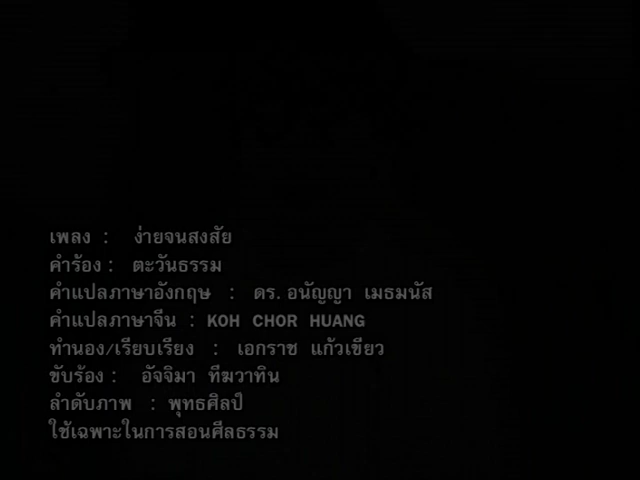 เพลง : ง่ายจนสงสัย
คำร้อง : ตะวันธรรม
คำแปลภาษาอังกฤษ : ดร. อนัญญา เมธมนัส
คำแปลภาษาจีน : KOH CHOR HUANG
ทำนอง/เรียบเรียง : เอกราช แก้วเขียว
ขับร้อง : อัจจิมา ทีฆวาทิน
ลำดับภาพ : พุทธศิลป์
ใช้เฉพาะในการสอนศีลธรรม